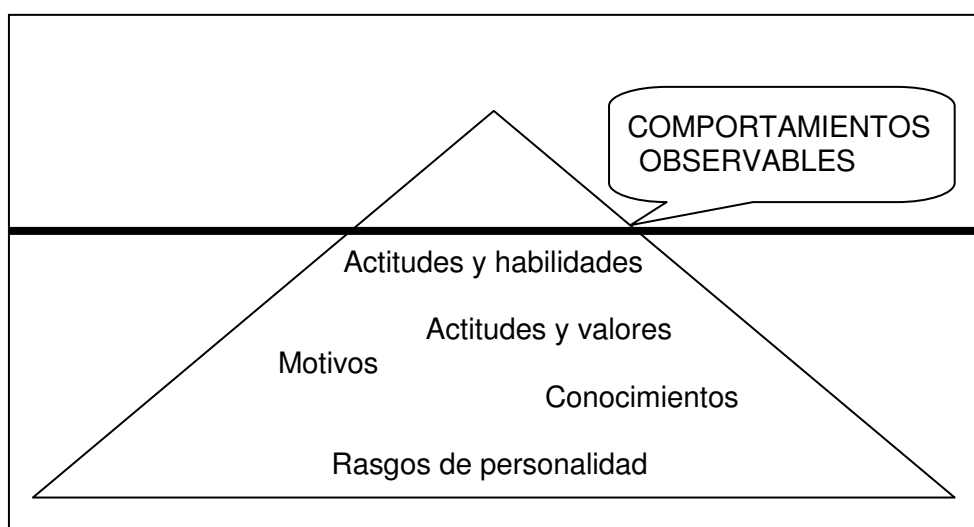 COMPORTAMIENTOS
OBSERVABLES
Actitudes y habilidades
Actitudes y valores
Motivos
Conocimientos
Rasgos de personalidad